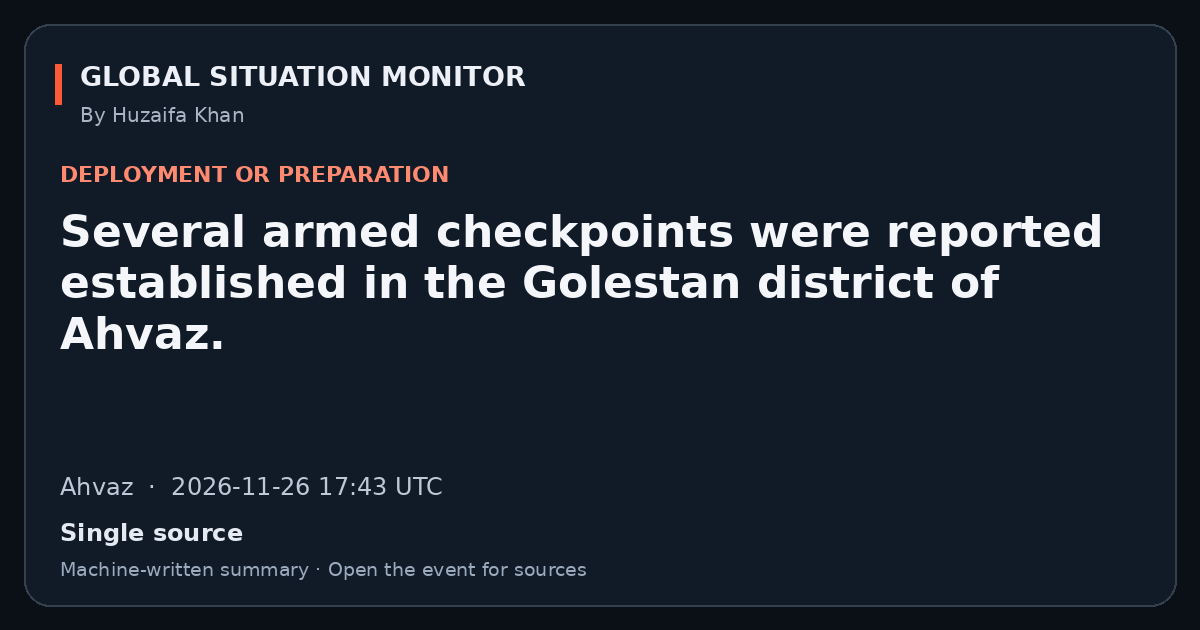 GLOBAL SITUATION MONITOR
By Huzaifa Khan
DEPLOYMENT OR PREPARATION
Several armed checkpoints were reported
established in the Golestan district of
Ahvaz.
Ahvaz · 2026-11-26 17:43 UTC
Single source
Machine-written summary · Open the event for sources